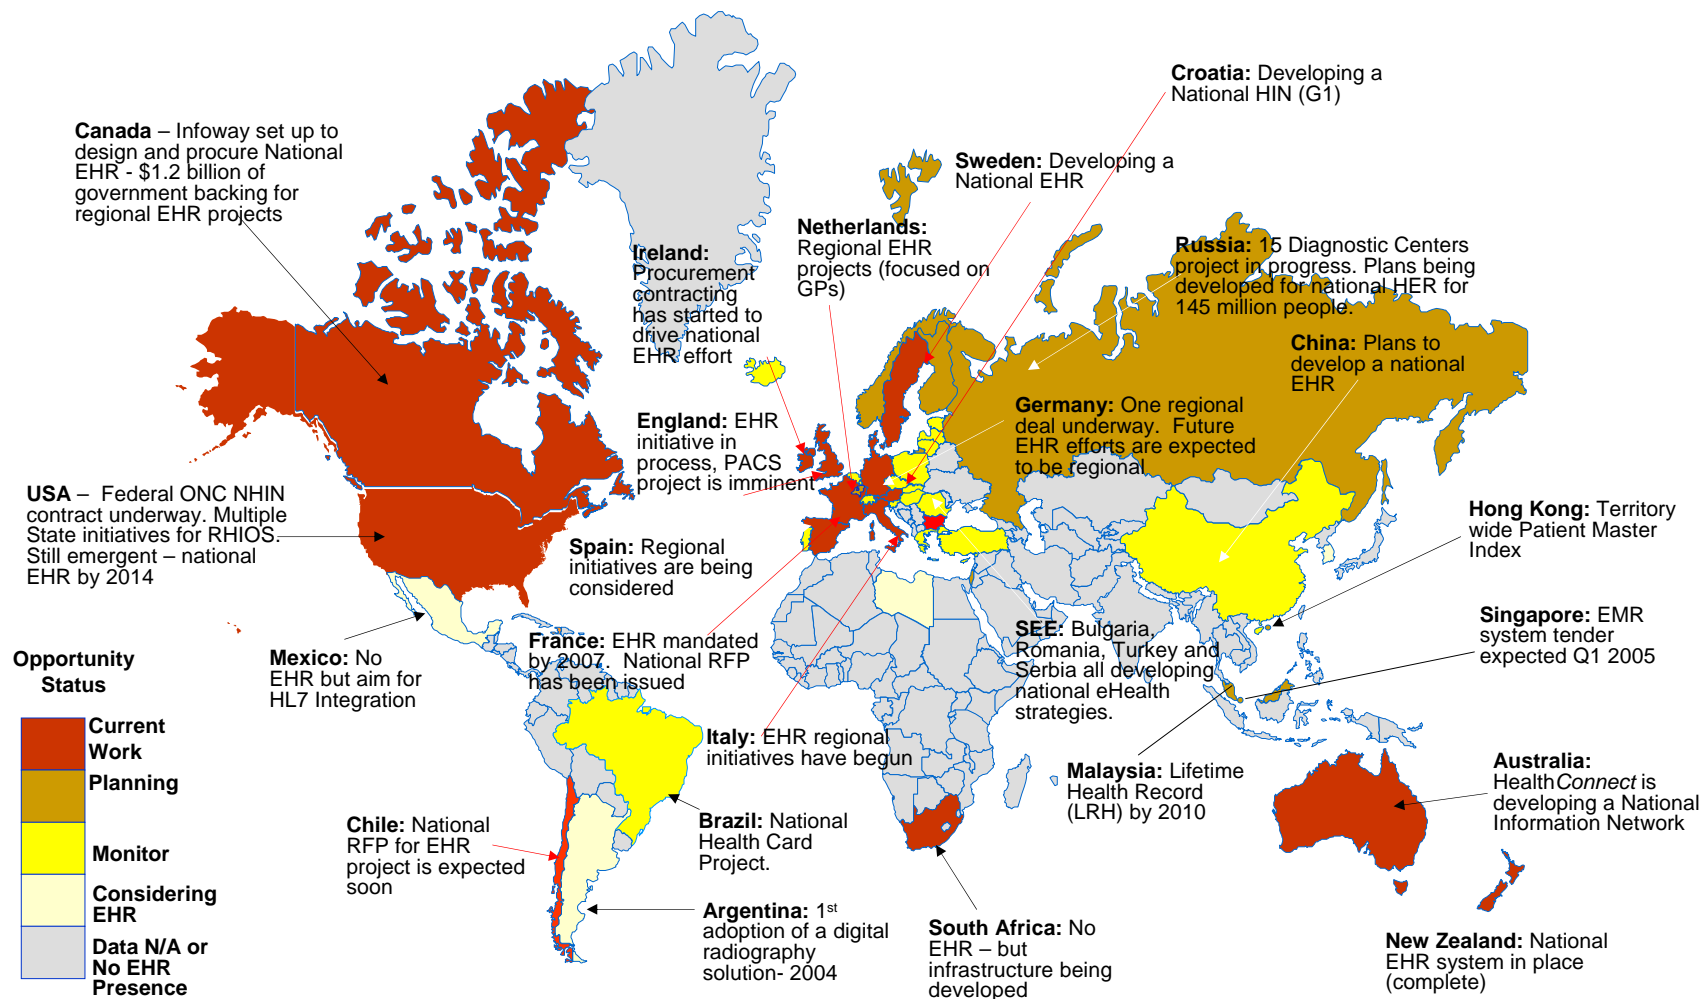 Croatia: Developing a
National HIN (G1)
Canada – Infoway set up to
design and procure National
EHR - $1.2 billion of
government backing for
regional EHR projects
Sweden: Developing a
National EHR
Netherlands:
Regional EHR
projects (focused on
GPs)
Ireland:
Procurement
contracting
has started to
drive national
EHR effort
Russia: 15 Diagnostic Centers
project in progress. Plans being
developed for national HER for
145 million people.
China: Plans to
develop a national
EHR
Germany: One regional
deal underway.  Future
EHR efforts are expected
to be regional
England: EHR
initiative in
process, PACS
project is imminent
USA –  Federal ONC NHIN
contract underway. Multiple
State initiatives for RHIOS.
Still emergent – national
EHR by 2014
Spain: Regional
initiatives are being
considered
Hong Kong: Territory
wide Patient Master
Index
Singapore: EMR
system tender
expected Q1 2005
France: EHR mandated
by 2007.  National RFP
has been issued
SEE: Bulgaria,
Romania, Turkey and
Serbia all developing
national eHealth
strategies.
Mexico: No
EHR but aim for
HL7 Integration
Italy: EHR regional
initiatives have begun
Malaysia: Lifetime
Health Record
(LRH) by 2010
Australia:
HealthConnect is
developing a National
Information Network
Chile: National
RFP for EHR
project is expected
soon
Brazil: National
Health Card
Project.
Argentina: 1st
adoption of a digital
radiography
solution- 2004
South Africa: No
EHR – but
infrastructure being
developed
New Zealand: National
EHR system in place
(complete)
Opportunity
Status
Current
Work
Planning
Monitor
Considering
EHR
Data N/A or
No EHR
Presence